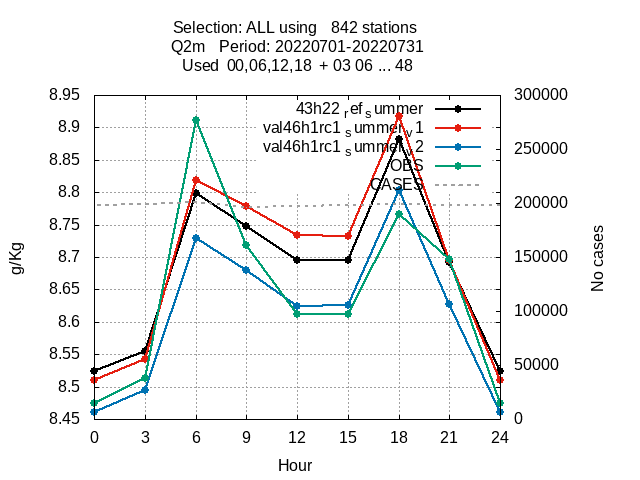 Selection: ALL using 842 stations
Q2m Period: 20220701-20220731
Used 00,06,12,18 + 03 06 ... 48
g/Kg
8.95
8.9
8.85
8.8
8.75
8.7
8.65
8.6
8.55
8.5
8.45
43h22 ref summer
val46h1rc1 summer v 1
val46h1rc1 summer v 2
OBS
CASES
300000
250000
200000
150000
100000
50000
0
No cases
0 3 6 9 12 15 18 21 24
Hour